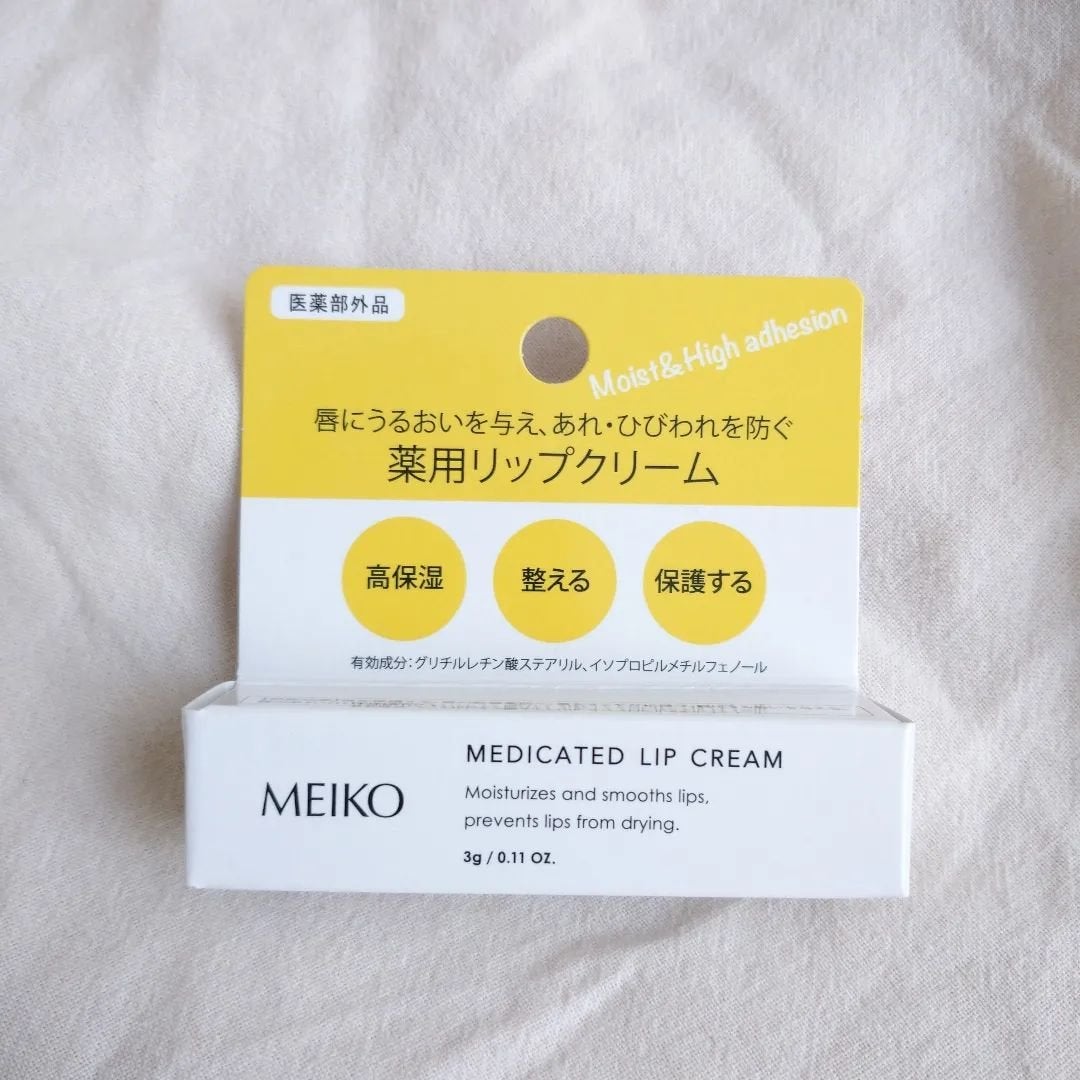 医薬部外品
Moist&High adhesion
唇にうるおいを与え、あれ・ひびわれを防ぐ
薬用リップクリーム
高保湿
整える
保護する
有効成分：グリチルレチン酸ステアリル、イソプロピルメチルフェノール
MEIKO
MEDICATED LIP CREAM
Moisturizes and smooths lips,
prevents lips from drying.
3g / 0.11 OZ.